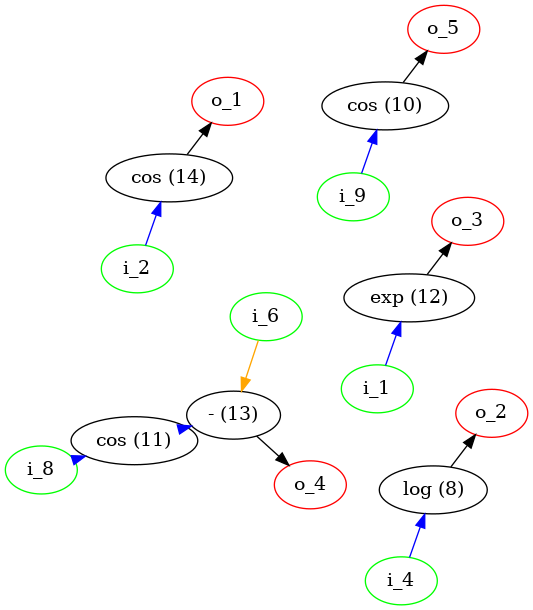 o_5
o_1
cos (10)
cos (14)
i_9
o_3
i_2
exp (12)
i_6
i_1
- (13)
o_2
cos (11)
i_8
o_4
log (8)
i_4